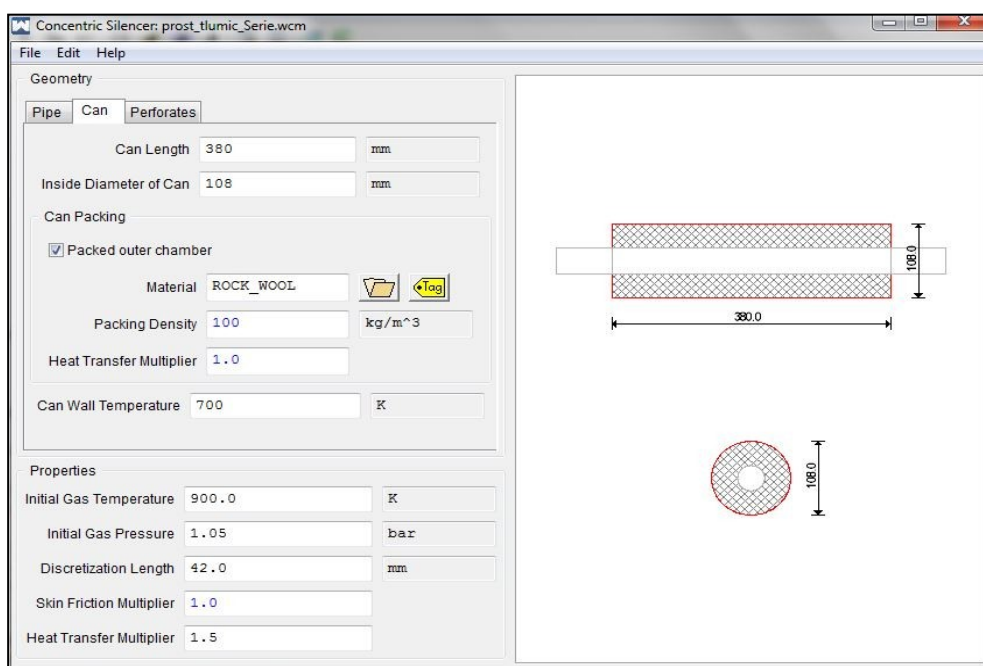 Concentric Silencer: prost_tlumic_Serie.wcm
File Edit Help
Geometry
Pipe Can Perforates
Can Length 380 mm
Inside Diameter of Can 108 mm
Can Packing
Packed outer chamber
Material ROCK_WOOL Tag
Packing Density 100 kg/m^3
Heat Transfer Multiplier 1.0
Can Wall Temperature 700 K
Properties
Initial Gas Temperature 900.0 K
Initial Gas Pressure 1.05 bar
Discretization Length 42.0 mm
Skin Friction Multiplier 1.0
Heat Transfer Multiplier 1.5
108.0
380.0
108.0